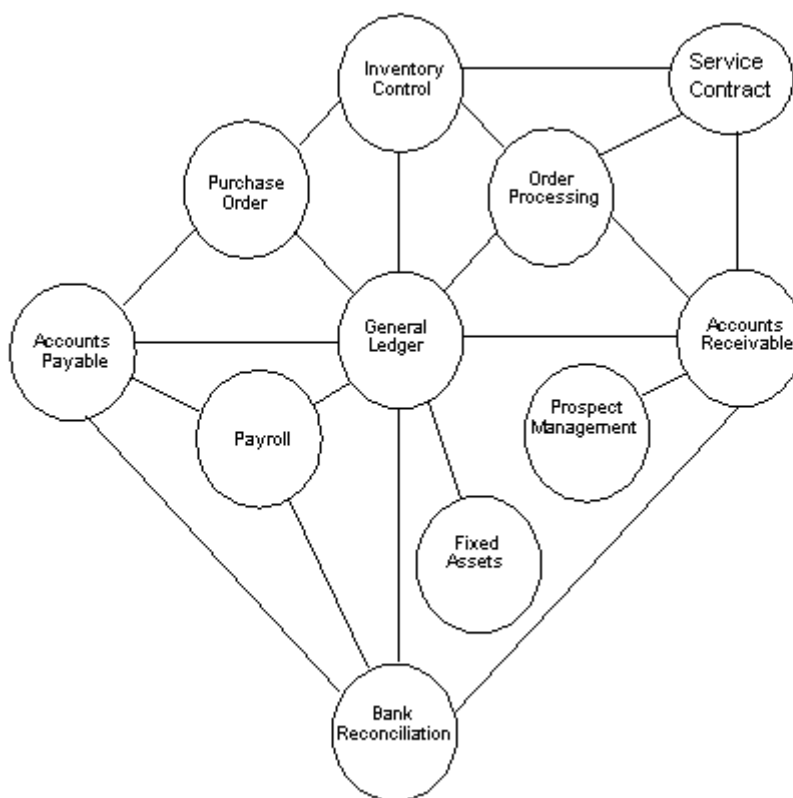 Inventory
Control
Service
Contract
Purchase
Order
Order
Processing
General
Ledger
Accounts
Payable
Accounts
Receivable
Payroll
Prospect
Management
Fixed
Assets
Bank
Reconciliation